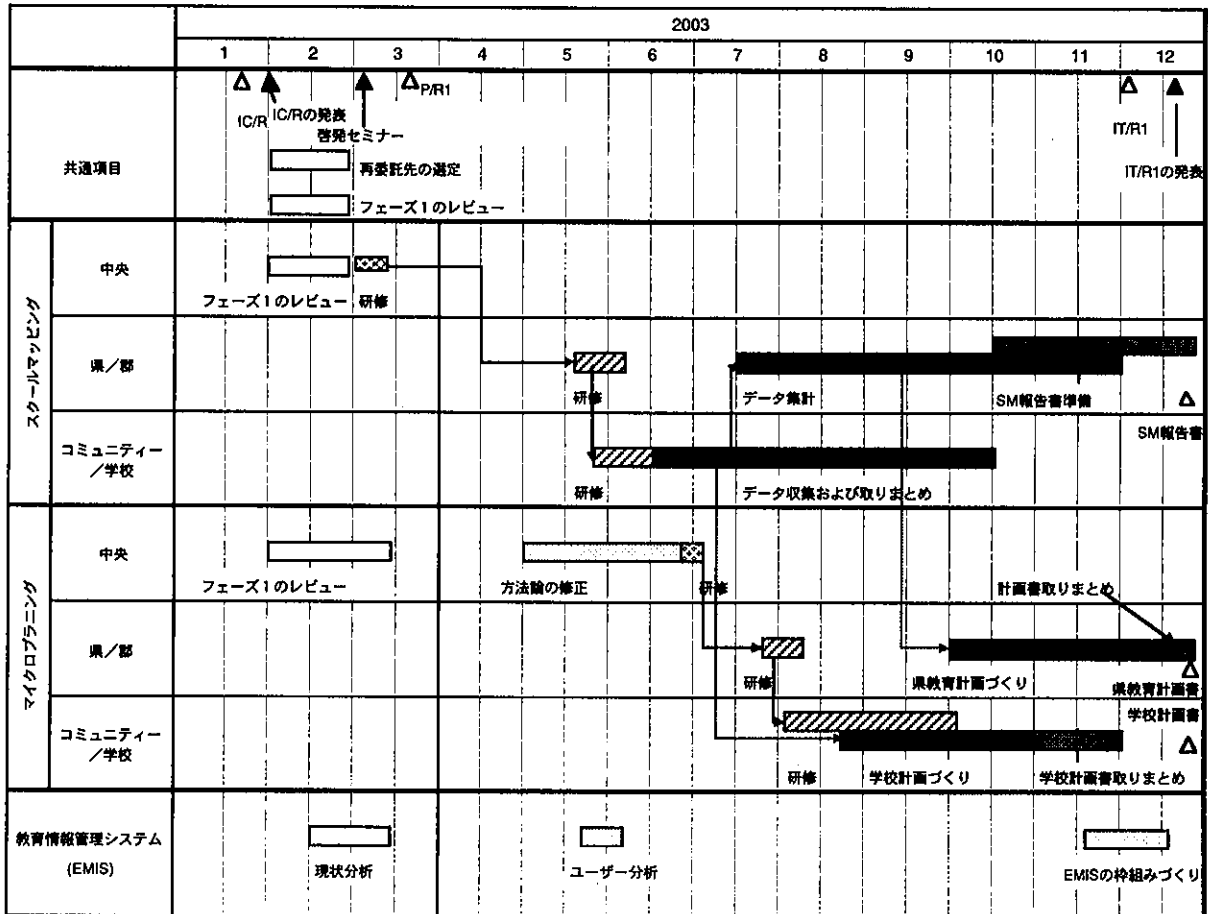 2003
1 2 3 4 5 6 7 8 9 10 11 12
共通項目
IC/R
IC/Rの発表
啓発セミナー
P/R1
IT/R1
IT/R1の発表
再委託先の選定
フェーズ1のレビュー
スクールマッピング
中央
フェーズ1のレビュー
研修
県/郡
研修
データ集計
SM報告書準備
SM報告書
コミュニティー
/学校
研修
データ収集および取りまとめ
マイクロプラニング
中央
フェーズ1のレビュー
方法論の修正
研修
計画書取りまとめ
県/郡
研修
県教育計画づくり
県教育計画書
コミュニティー
/学校
研修
学校計画づくり
学校計画書取りまとめ
学校計画書
教育情報管理システム
(EMIS)
現状分析
ユーザー分析
EMISの枠組みづくり